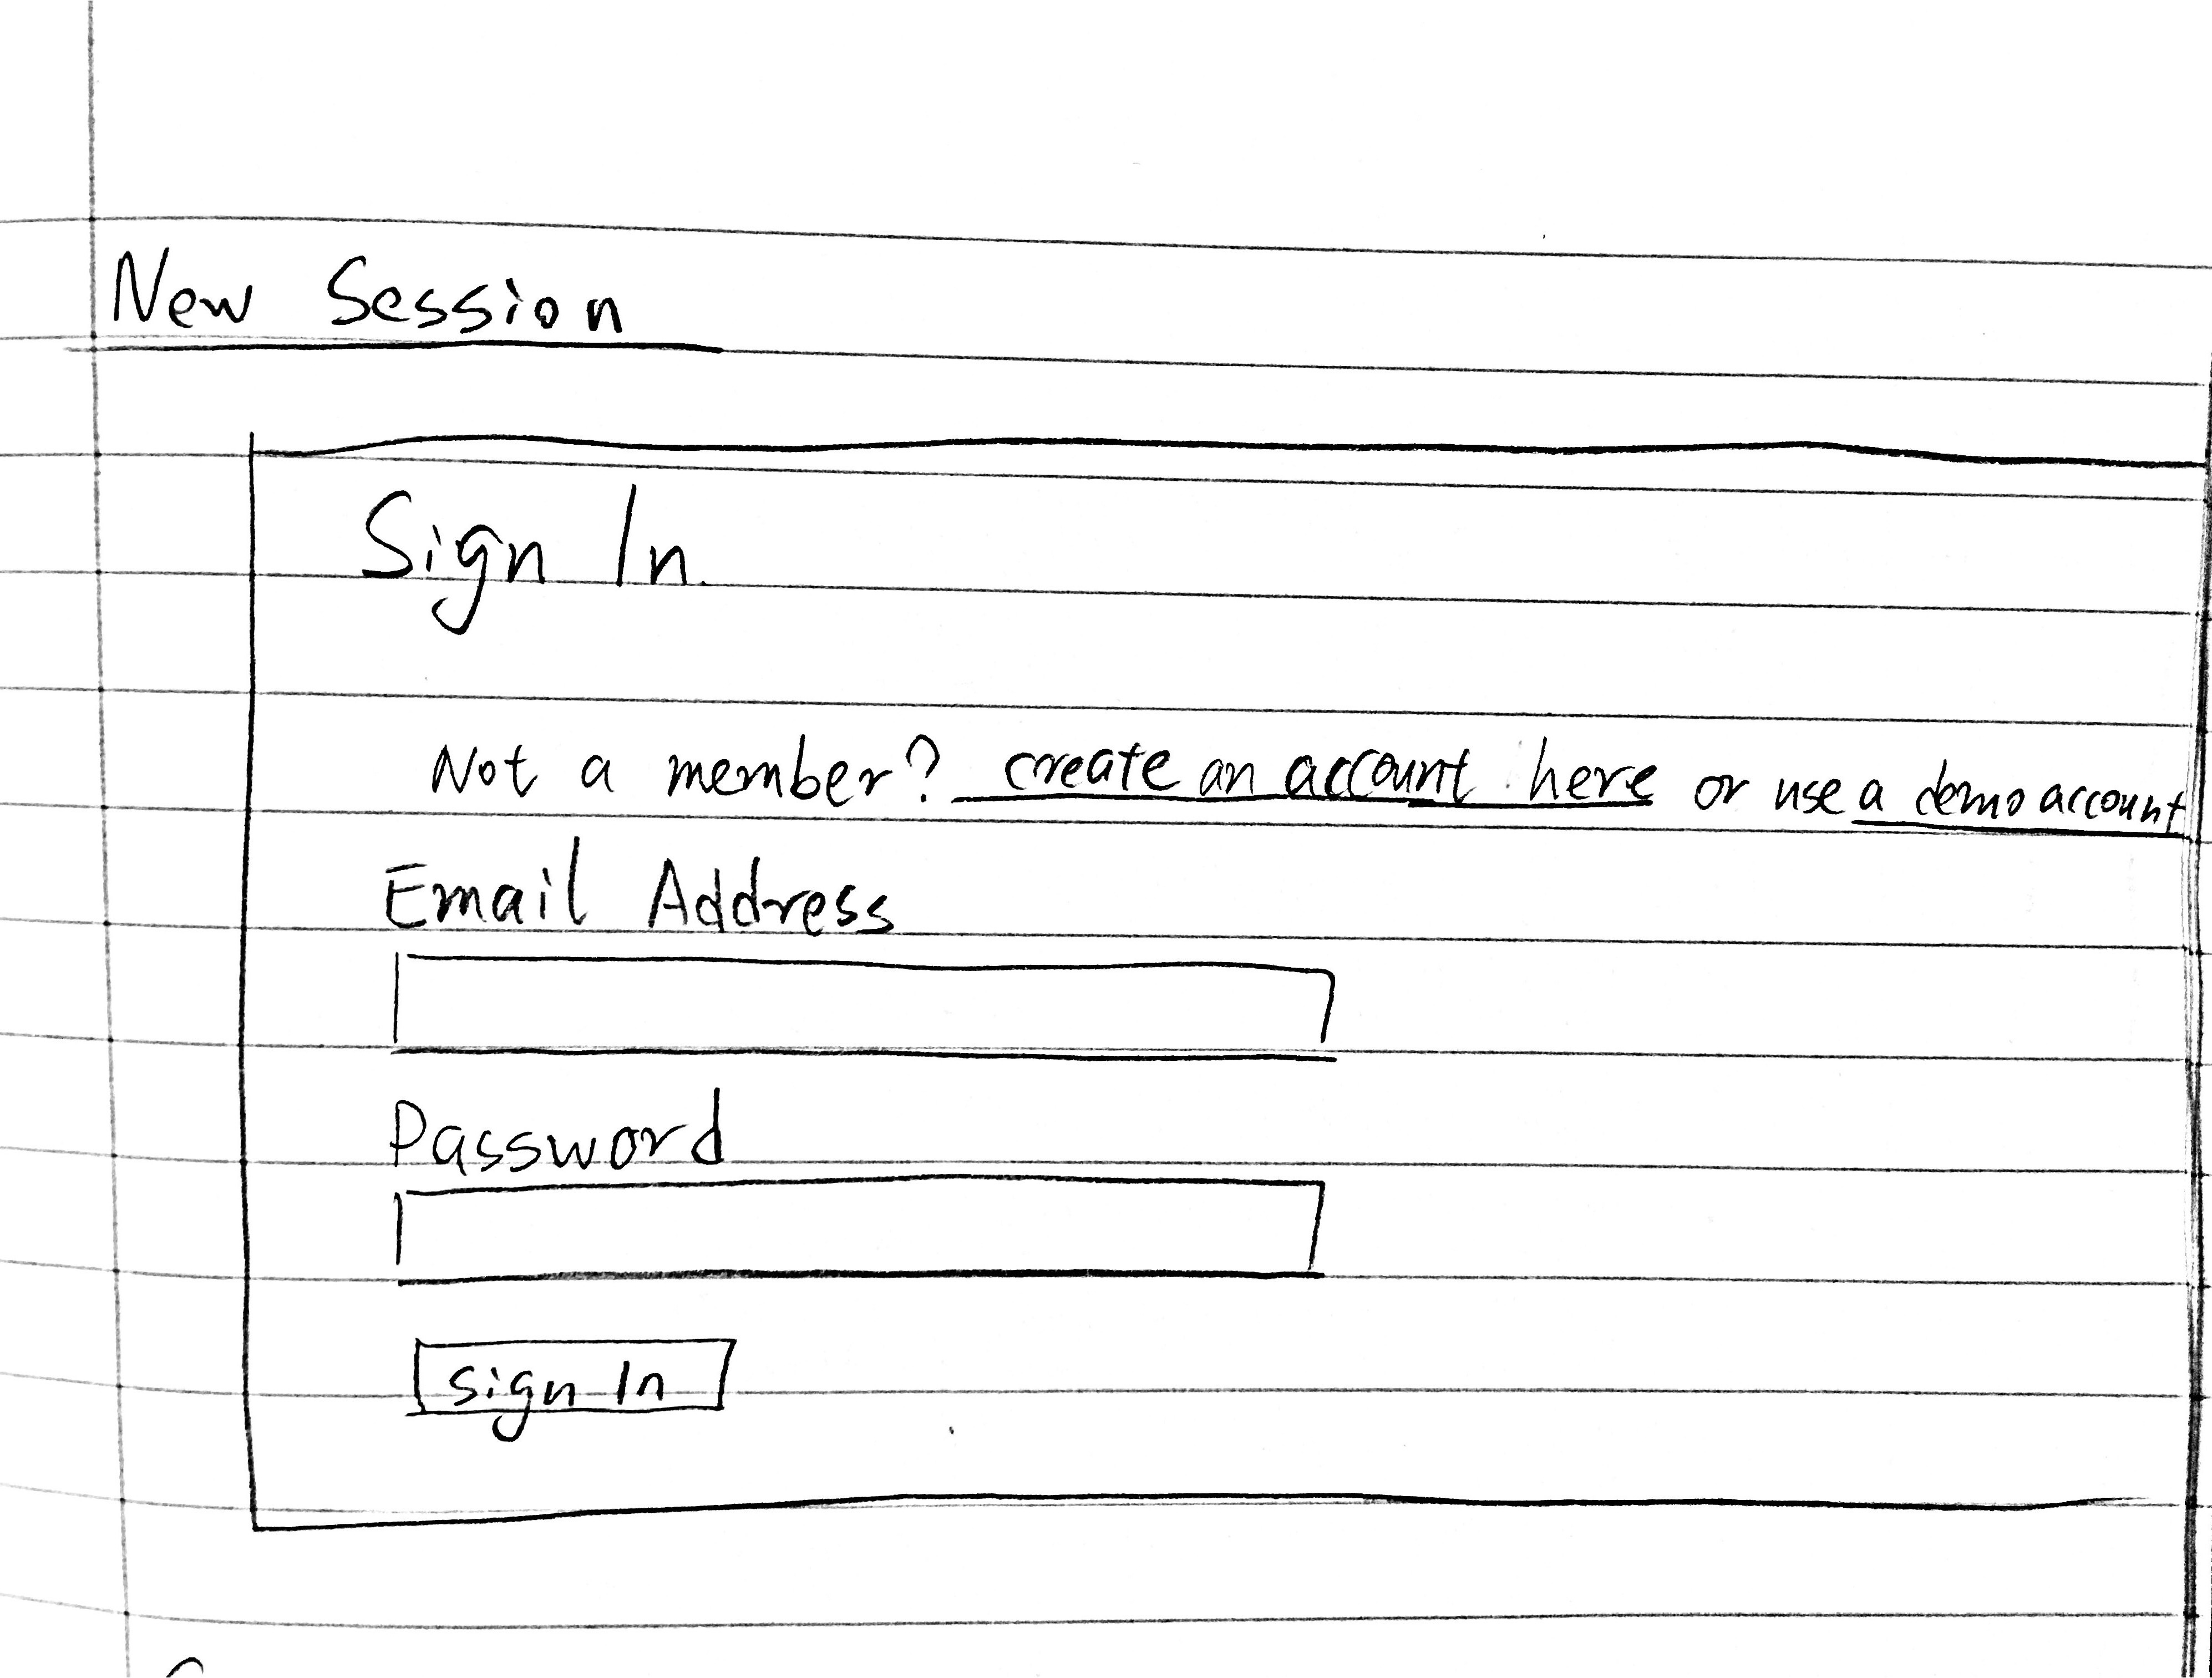 New Session
Sign In
Not a member? create an account here or use a demo account
Email Address
Password
sign In